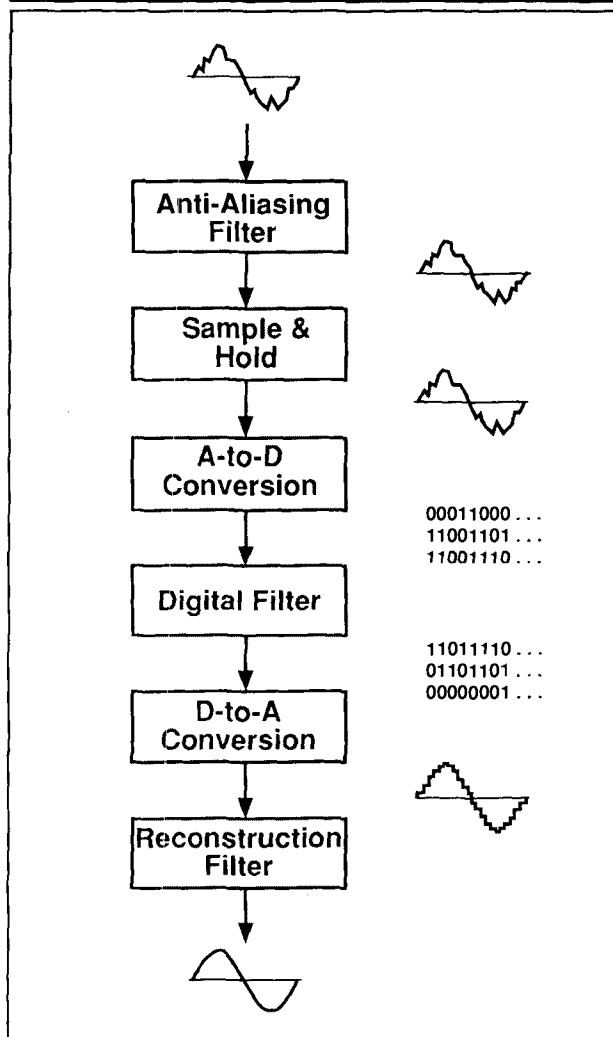 Anti-Aliasing
Filter
Sample &
Hold
A-to-D
Conversion
00011000 . . .
11001101 . . .
11001110 . . .
Digital Filter
11011110 . . .
01101101 . . .
00000001 . . .
D-to-A
Conversion
Reconstruction
Filter